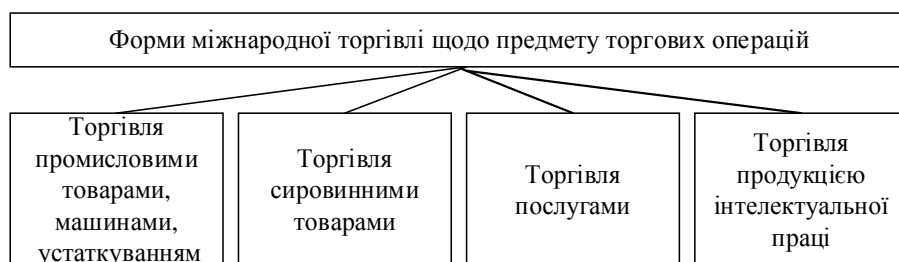 Форми міжнародної торгівлі щодо предмету торгових операцій
Торгівля
промисловими
товарами,
машинами,
устаткуванням
Торгівля
сировинними
товарами
Торгівля
послугами
Торгівля
продукцією
інтелектуальної
праці